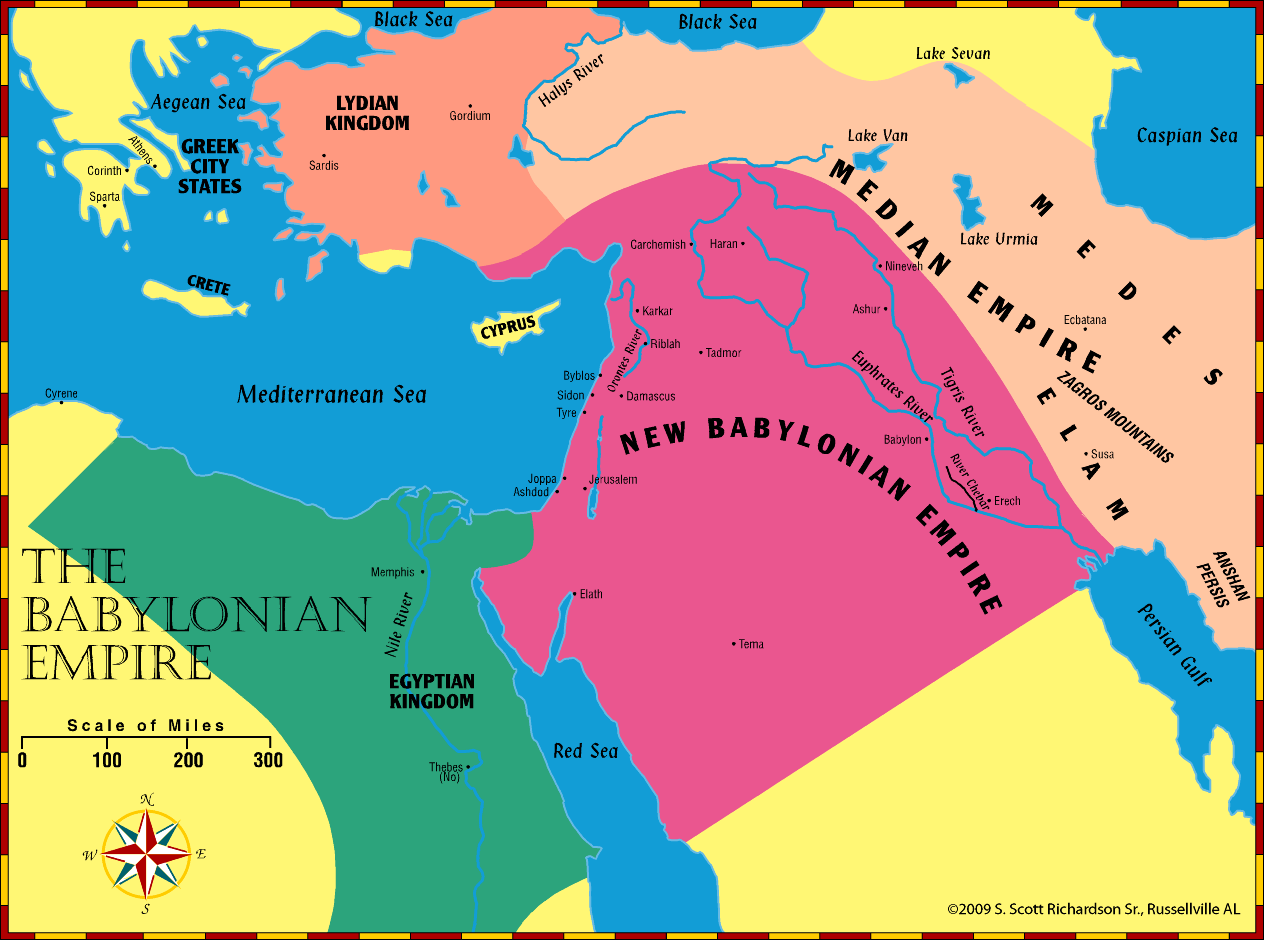 Black Sea
Black Sea
Lake Sevan
Halys River
Aegean Sea
LYDIAN
KINGDOM
Gordium
Caspian Sea
Lake Van
Athens
GREEK
CITY
STATES
Corinth
Sardis
Sparta
MEDIAN EMPIRE
MEDES
Lake Urmia
Carchemish
Haran
Nineveh
CRETE
Karkar
Ashur
Ecbatana
CYPRUS
Orontes River
Riblah
Tadmor
Euphrates River
Tigris River
ZAGROS MOUNTAINS
ELAM
Byblos
Mediterranean Sea
Cyrene
Sidon
Damascus
Tyre
NEW BABYLONIAN EMPIRE
Babylon
Susa
River Chebar
Joppa
Jerusalem
Ashdod
Erech
THE
BABYLONIAN
EMPIRE
Memphis
Nile River
Elath
ANSHAN
PERSIS
Persian Gulf
Tema
EGYPTIAN
KINGDOM
Scale of Miles
0 100 200 300
Red Sea
Thebes
(No)
N
W
E
S
©2009 S. Scott Richardson Sr., Russellville AL